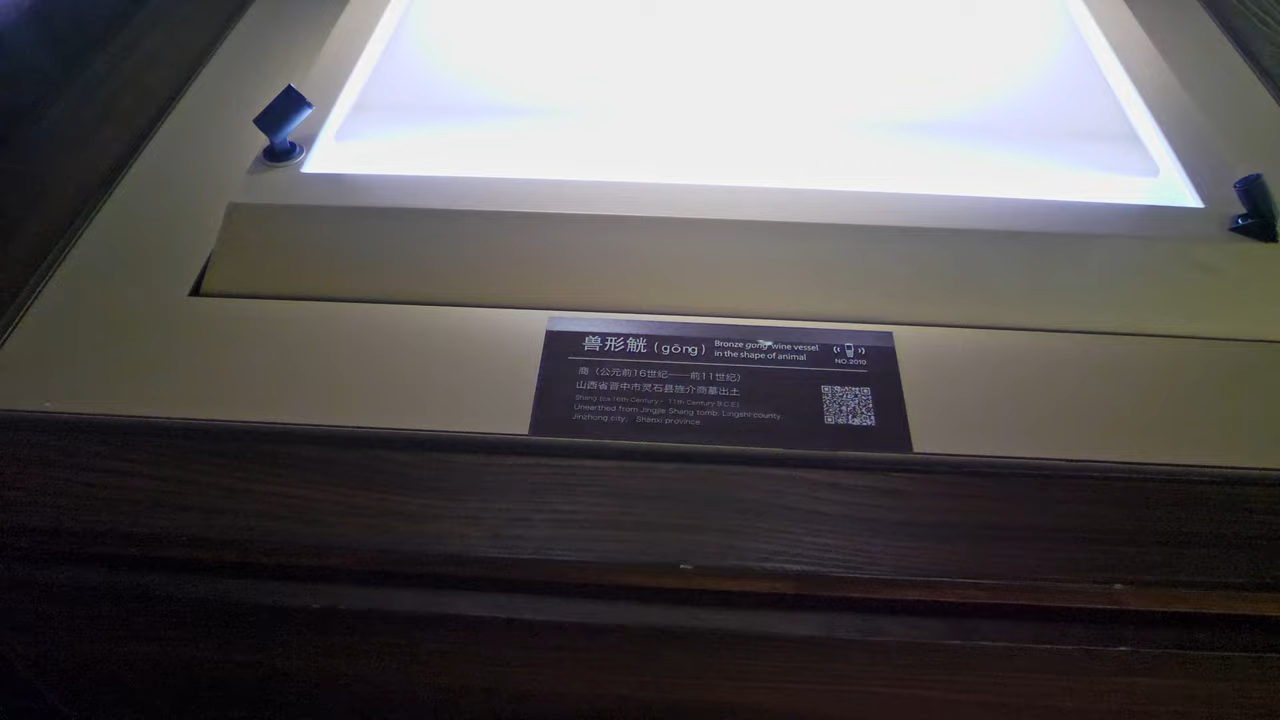 兽形觥 (gōng)
Bronze gong wine vessel
in the shape of animal
NO.2019
商（公元前16世纪——前11世纪）
山西省晋中市灵石县旌介商墓出土
Shang (ca.16th Century - 11th Century B.C.E)
Unearthed from Jingjie Shang tomb, Lingshi county,
Jinzhong city, Shanxi province